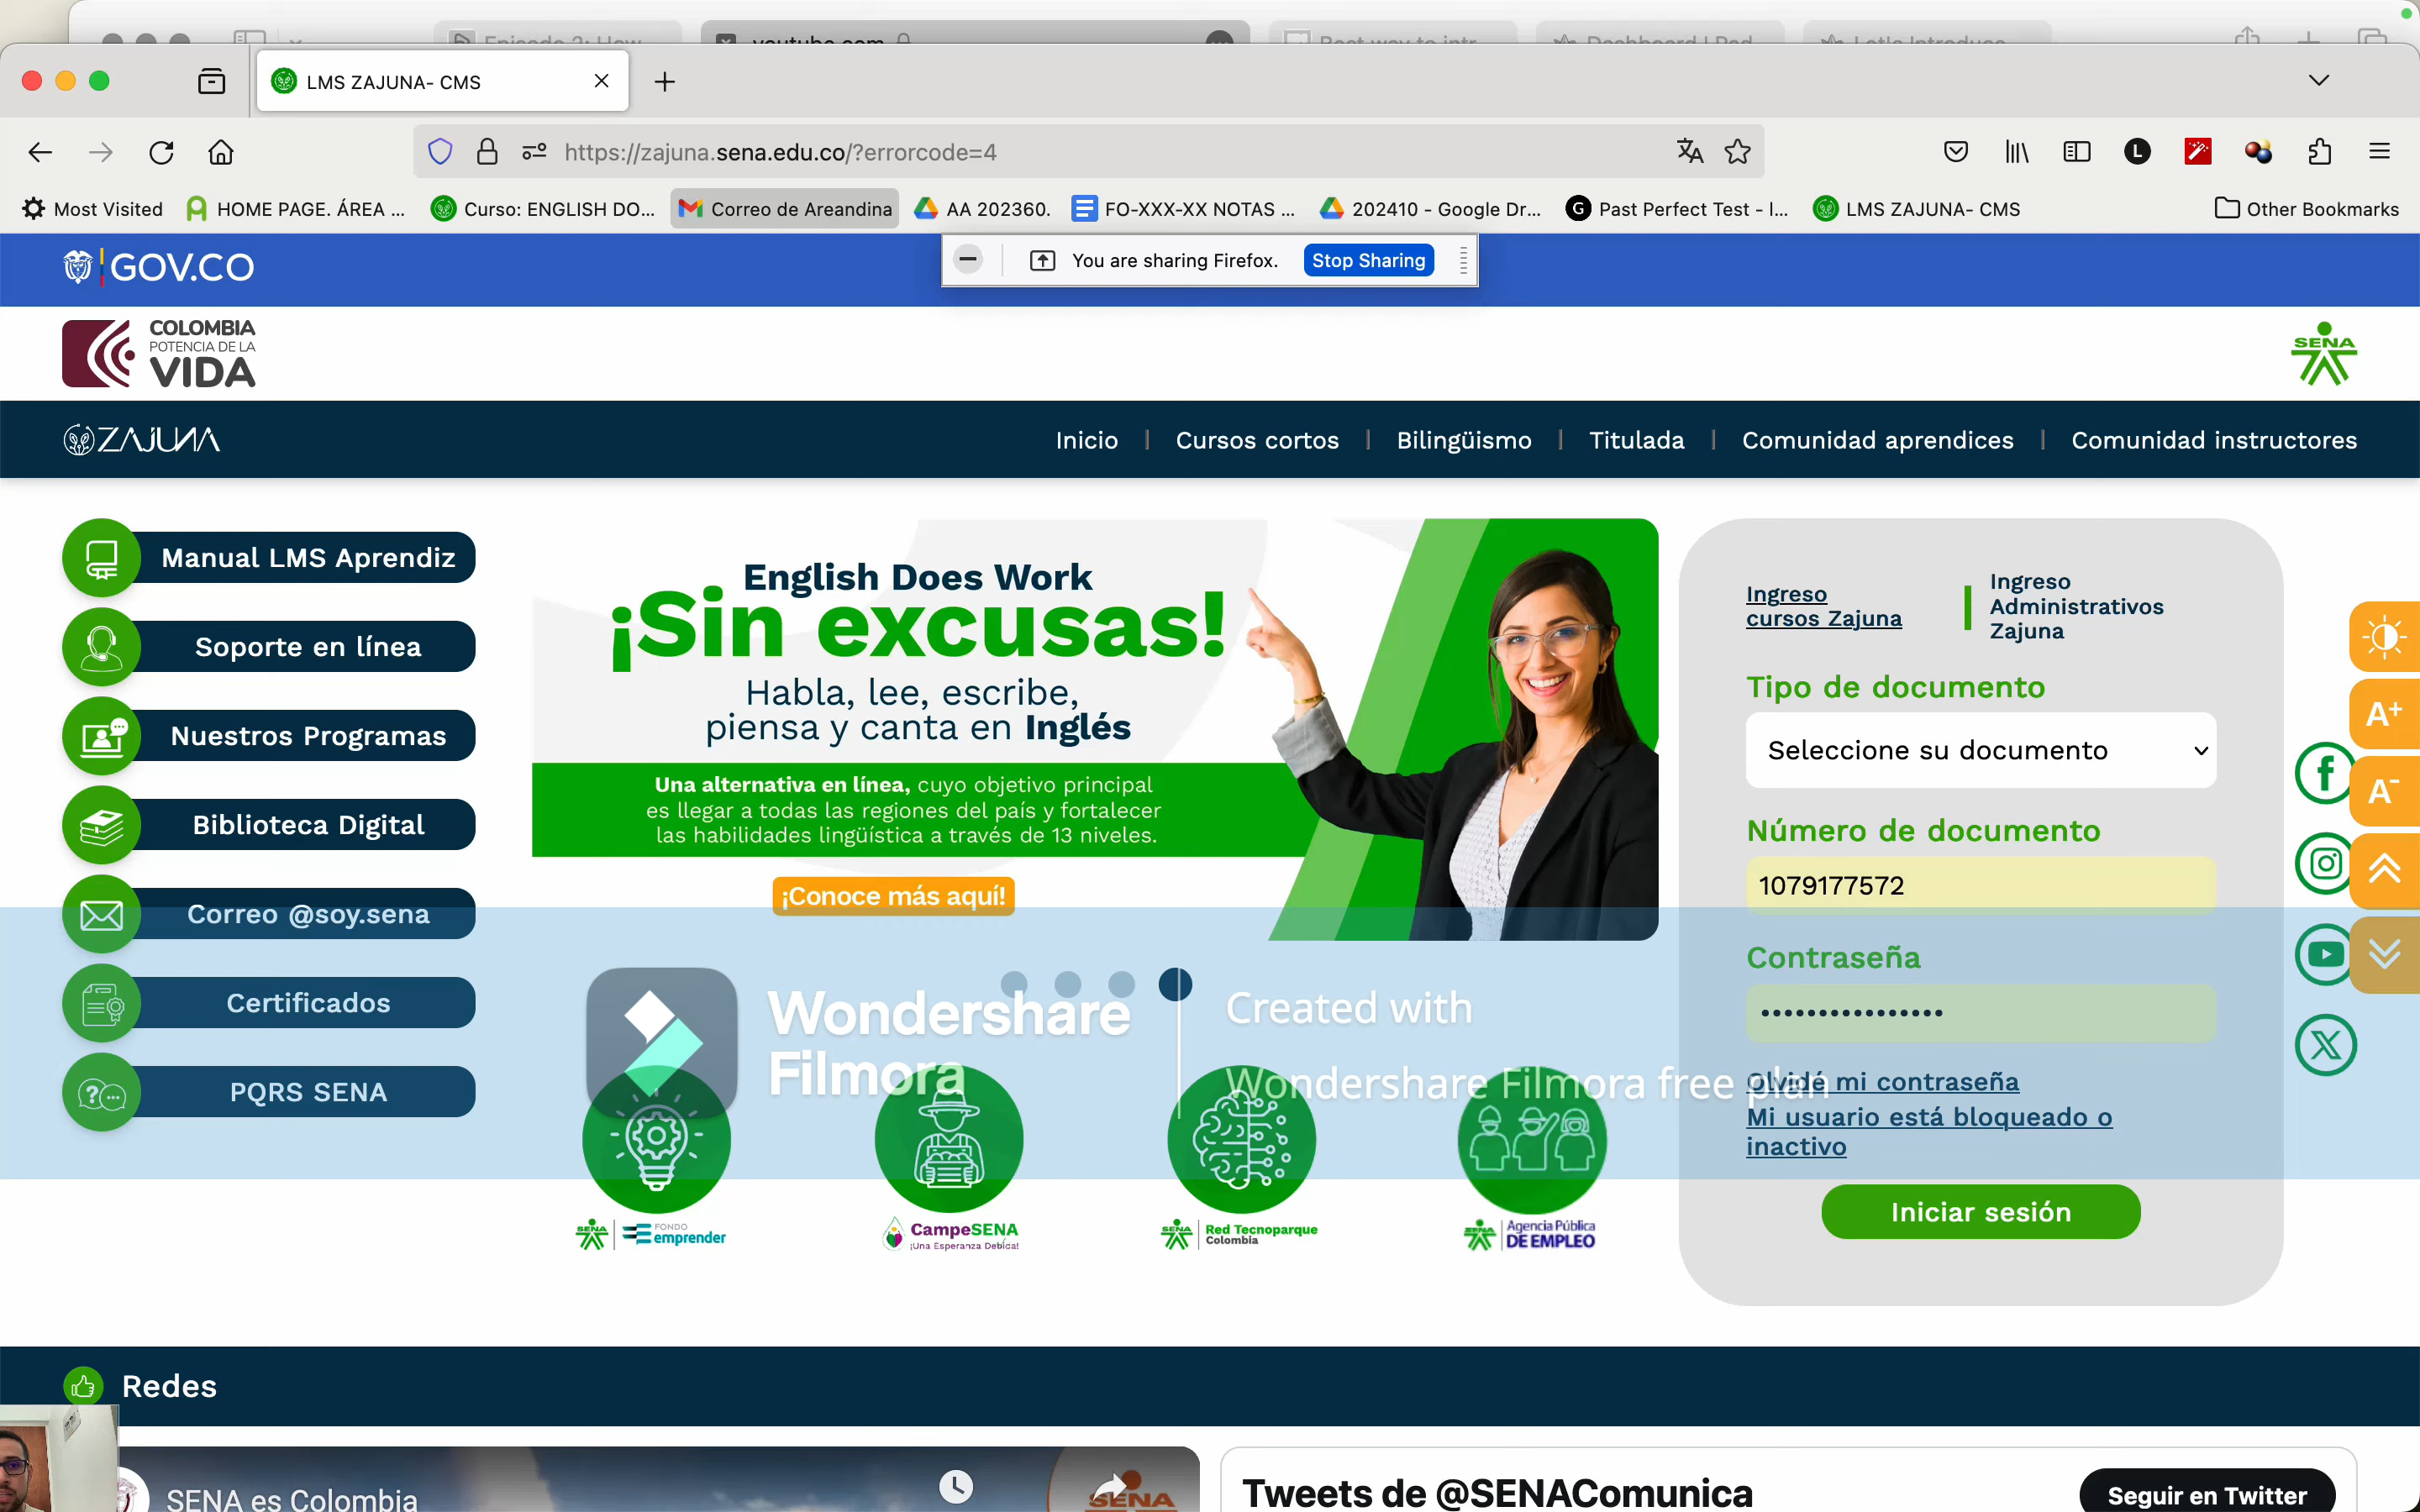 LMS ZAJUNA- CMS
https://zajuna.sena.edu.co/?errorcode=4
Most Visited
HOME PAGE. ÁREA ...
Curso: ENGLISH DO...
Correo de Areandina
AA 202360.
FO-XXX-XX NOTAS ...
202410 - Google Dr...
Past Perfect Test - I...
LMS ZAJUNA- CMS
Other Bookmarks
GOV.CO
You are sharing Firefox.
Stop Sharing
COLOMBIA
POTENCIA DE LA
VIDA
SENA
ZAJUNA
Inicio
Cursos cortos
Bilingüismo
Titulada
Comunidad aprendices
Comunidad instructores
Manual LMS Aprendiz
Soporte en línea
Nuestros Programas
Biblioteca Digital
Correo @soy.sena
Certificados
PQRS SENA
English Does Work
¡Sin excusas!
Habla, lee, escribe,
piensa y canta en Inglés
Una alternativa en línea, cuyo objetivo principal
es llegar a todas las regiones del país y fortalecer
las habilidades lingüística a través de 13 niveles.
¡Conoce más aquí!
Wondershare
Filmora
Created with
Wondershare Filmora free plan
SENA
FONDO
emprender
CampeSENA
SENA
Red Tecnoparque
Colombia
SENA
Agencia Pública
DE EMPLEO
Ingreso
cursos Zajuna
Ingreso
Administrativos
Zajuna
Tipo de documento
Seleccione su documento
Número de documento
1079177572
Contraseña
Olvidé mi contraseña
Mi usuario está bloqueado o
inactivo
Iniciar sesión
A+
A-
Redes
SENA es Colombia
SENA
Tweets de @SENAComunica
Seguir en Twitter